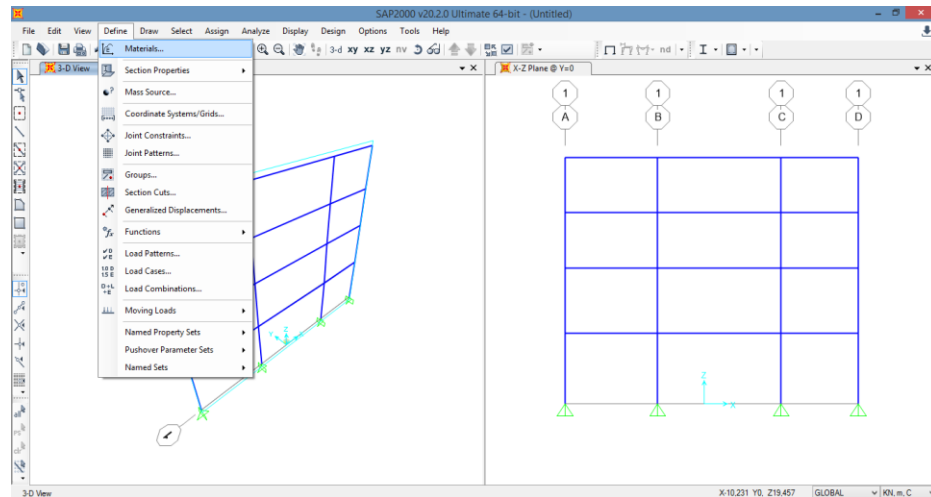 SAP2000 v20.2.0 Ultimate 64-bit - (Untitled)
File Edit View Define Draw Select Assign Analyze Display Design Options Tools Help
3-d xy xz yz nv
nd
3-D View
X-Z Plane @ Y=0
Materials...
Section Properties
Mass Source...
Coordinate Systems/Grids...
Joint Constraints...
Joint Patterns...
Groups...
Section Cuts...
Generalized Displacements...
Functions
Load Patterns...
Load Cases...
Load Combinations...
Moving Loads
Named Property Sets
Pushover Parameter Sets
Named Sets
Z
Y
1 1 1 1
A B C D
Z
X
3-D View
X-10.231 Y0. Z19.457 GLOBAL KN, m, C